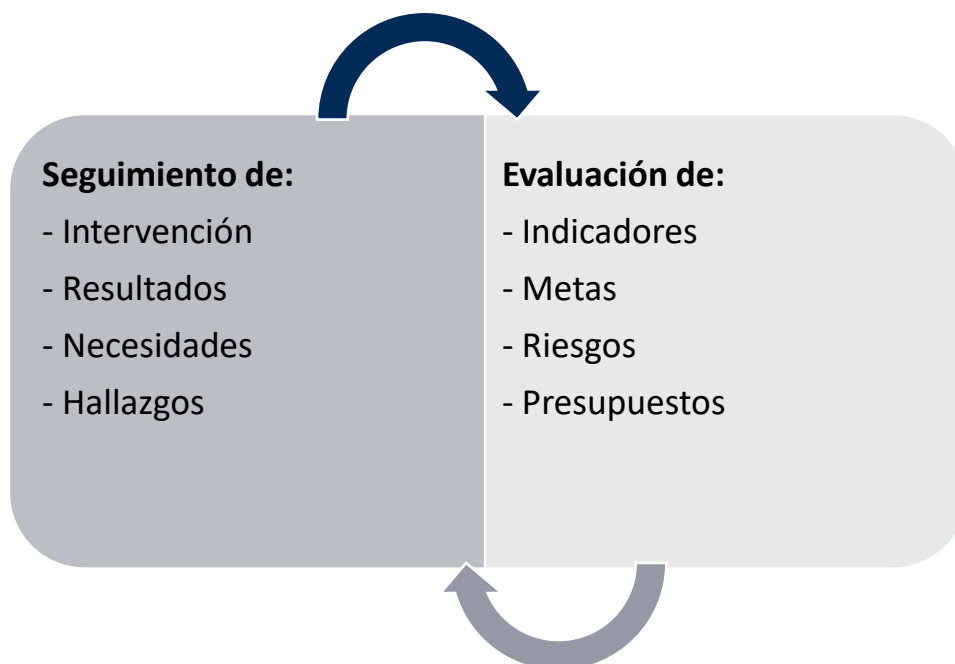 Seguimiento de:
- Intervención
- Resultados
- Necesidades
- Hallazgos
Evaluación de:
- Indicadores
- Metas
- Riesgos
- Presupuestos